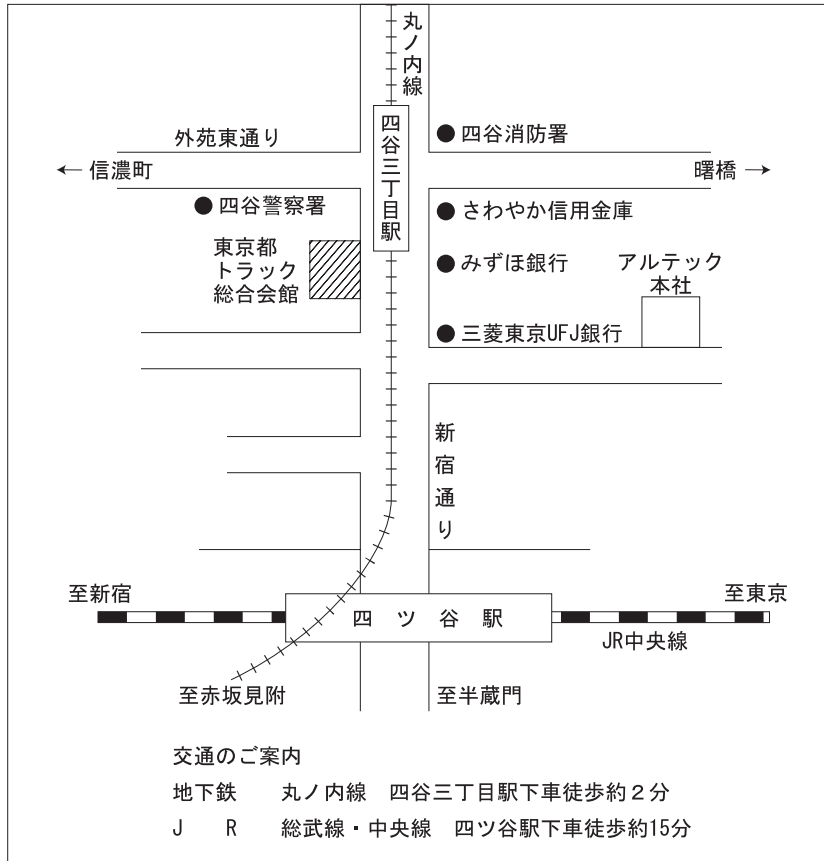 丸ノ内線
四谷三丁目駅
● 四谷消防署
外苑東通り
← 信濃町
曙橋 →
● 四谷警察署
● さわやか信用金庫
東京都
トラック
総合会館
● みずほ銀行
アルテック
本社
● 三菱東京UFJ銀行
新宿通り
至新宿
至東京
四ツ谷駅
JR中央線
至赤坂見附
至半蔵門
交通のご案内
地下鉄　丸ノ内線　四谷三丁目駅下車徒歩約２分
Ｊ　Ｒ　総武線・中央線　四ツ谷駅下車徒歩約15分